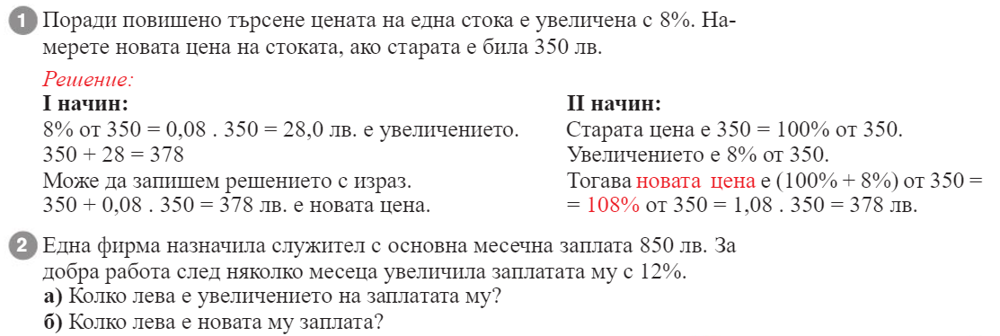 1 Поради повишено търсене цената на една стока е увеличена с 8%. На-
мерете новата цена на стоката, ако старата е била 350 лв.
Решение:
I начин:
8% от 350 = 0,08 . 350 = 28,0 лв. е увеличението.
350 + 28 = 378
Може да запишем решението с израз.
350 + 0,08 . 350 = 378 лв. е новата цена.
II начин:
Старата цена е 350 = 100% от 350.
Увеличението е 8% от 350.
Тогава новата цена е (100% + 8%) от 350 =
= 108% от 350 = 1,08 . 350 = 378 лв.
2 Една фирма назначила служител с основна месечна заплата 850 лв. За
добра работа след няколко месеца увеличила заплатата му с 12%.
а) Колко лева е увеличението на заплатата му?
б) Колко лева е новата му заплата?